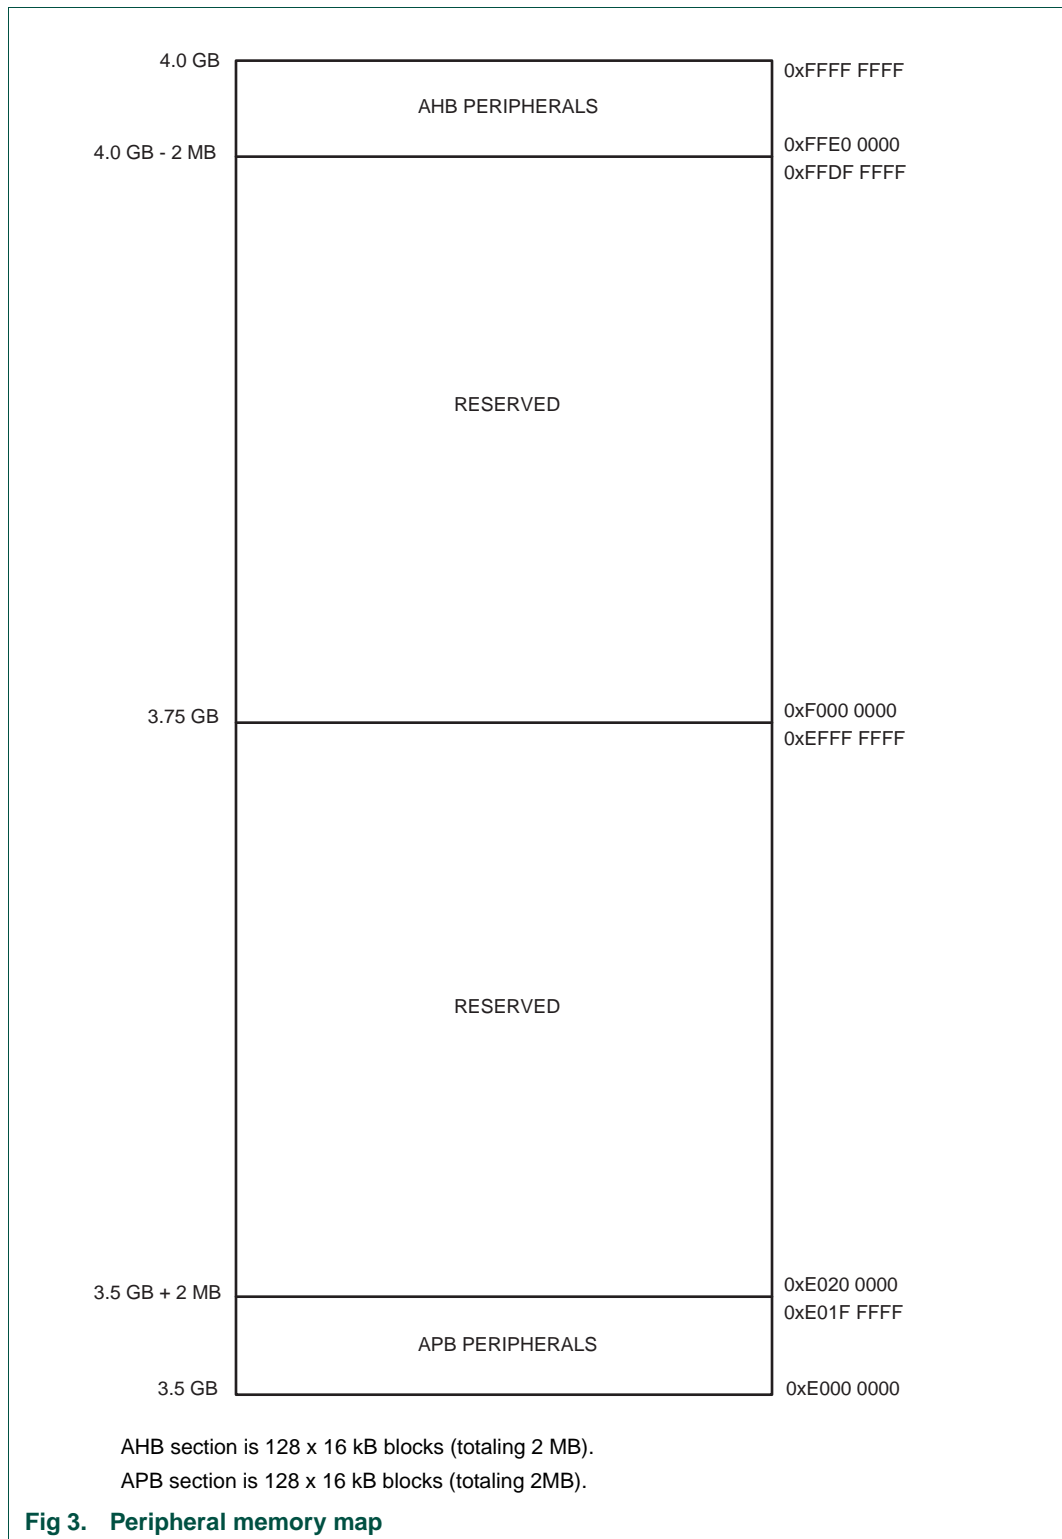 4.0 GB
0xFFFF FFFF
AHB PERIPHERALS
4.0 GB - 2 MB
0xFFE0 0000
0xFFDF FFFF
RESERVED
3.75 GB
0xF000 0000
0xEFFF FFFF
RESERVED
3.5 GB + 2 MB
0xE020 0000
0xE01F FFFF
APB PERIPHERALS
3.5 GB
0xE000 0000
AHB section is 128 x 16 kB blocks (totaling 2 MB).
APB section is 128 x 16 kB blocks (totaling 2MB).
Fig 3. Peripheral memory map